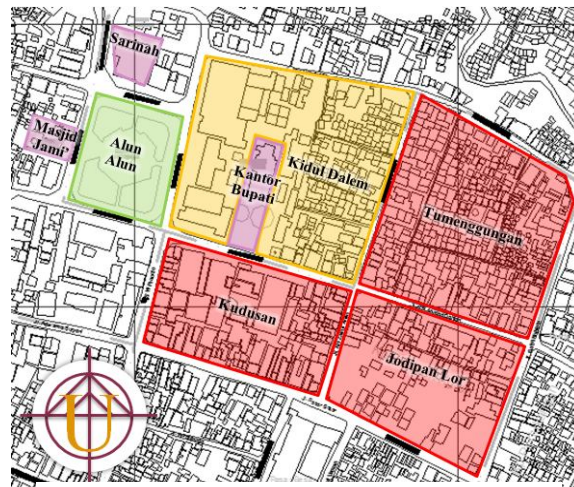 Sarinah
Masjid
Jami'
Alun
Alun
Kantor
Bupati
Kidul Dalem
Tumenggungan
Kudusan
Jodipan Lor
U